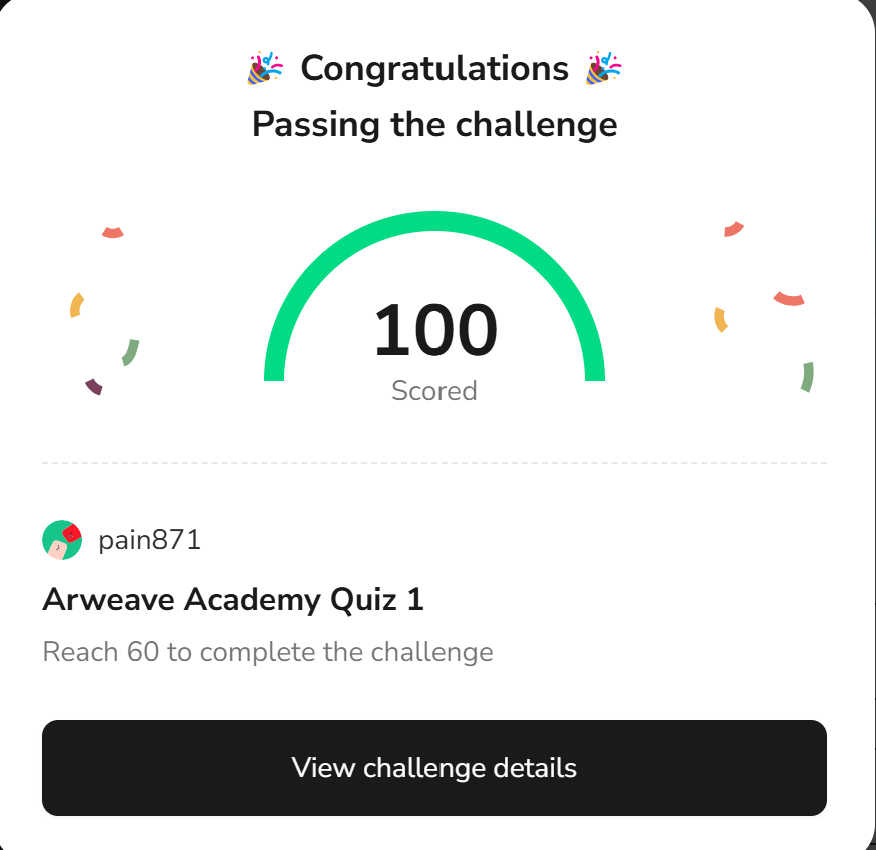 🎉 Congratulations 🎉
Passing the challenge
100
Scored
pain871
Arweave Academy Quiz 1
Reach 60 to complete the challenge
View challenge details